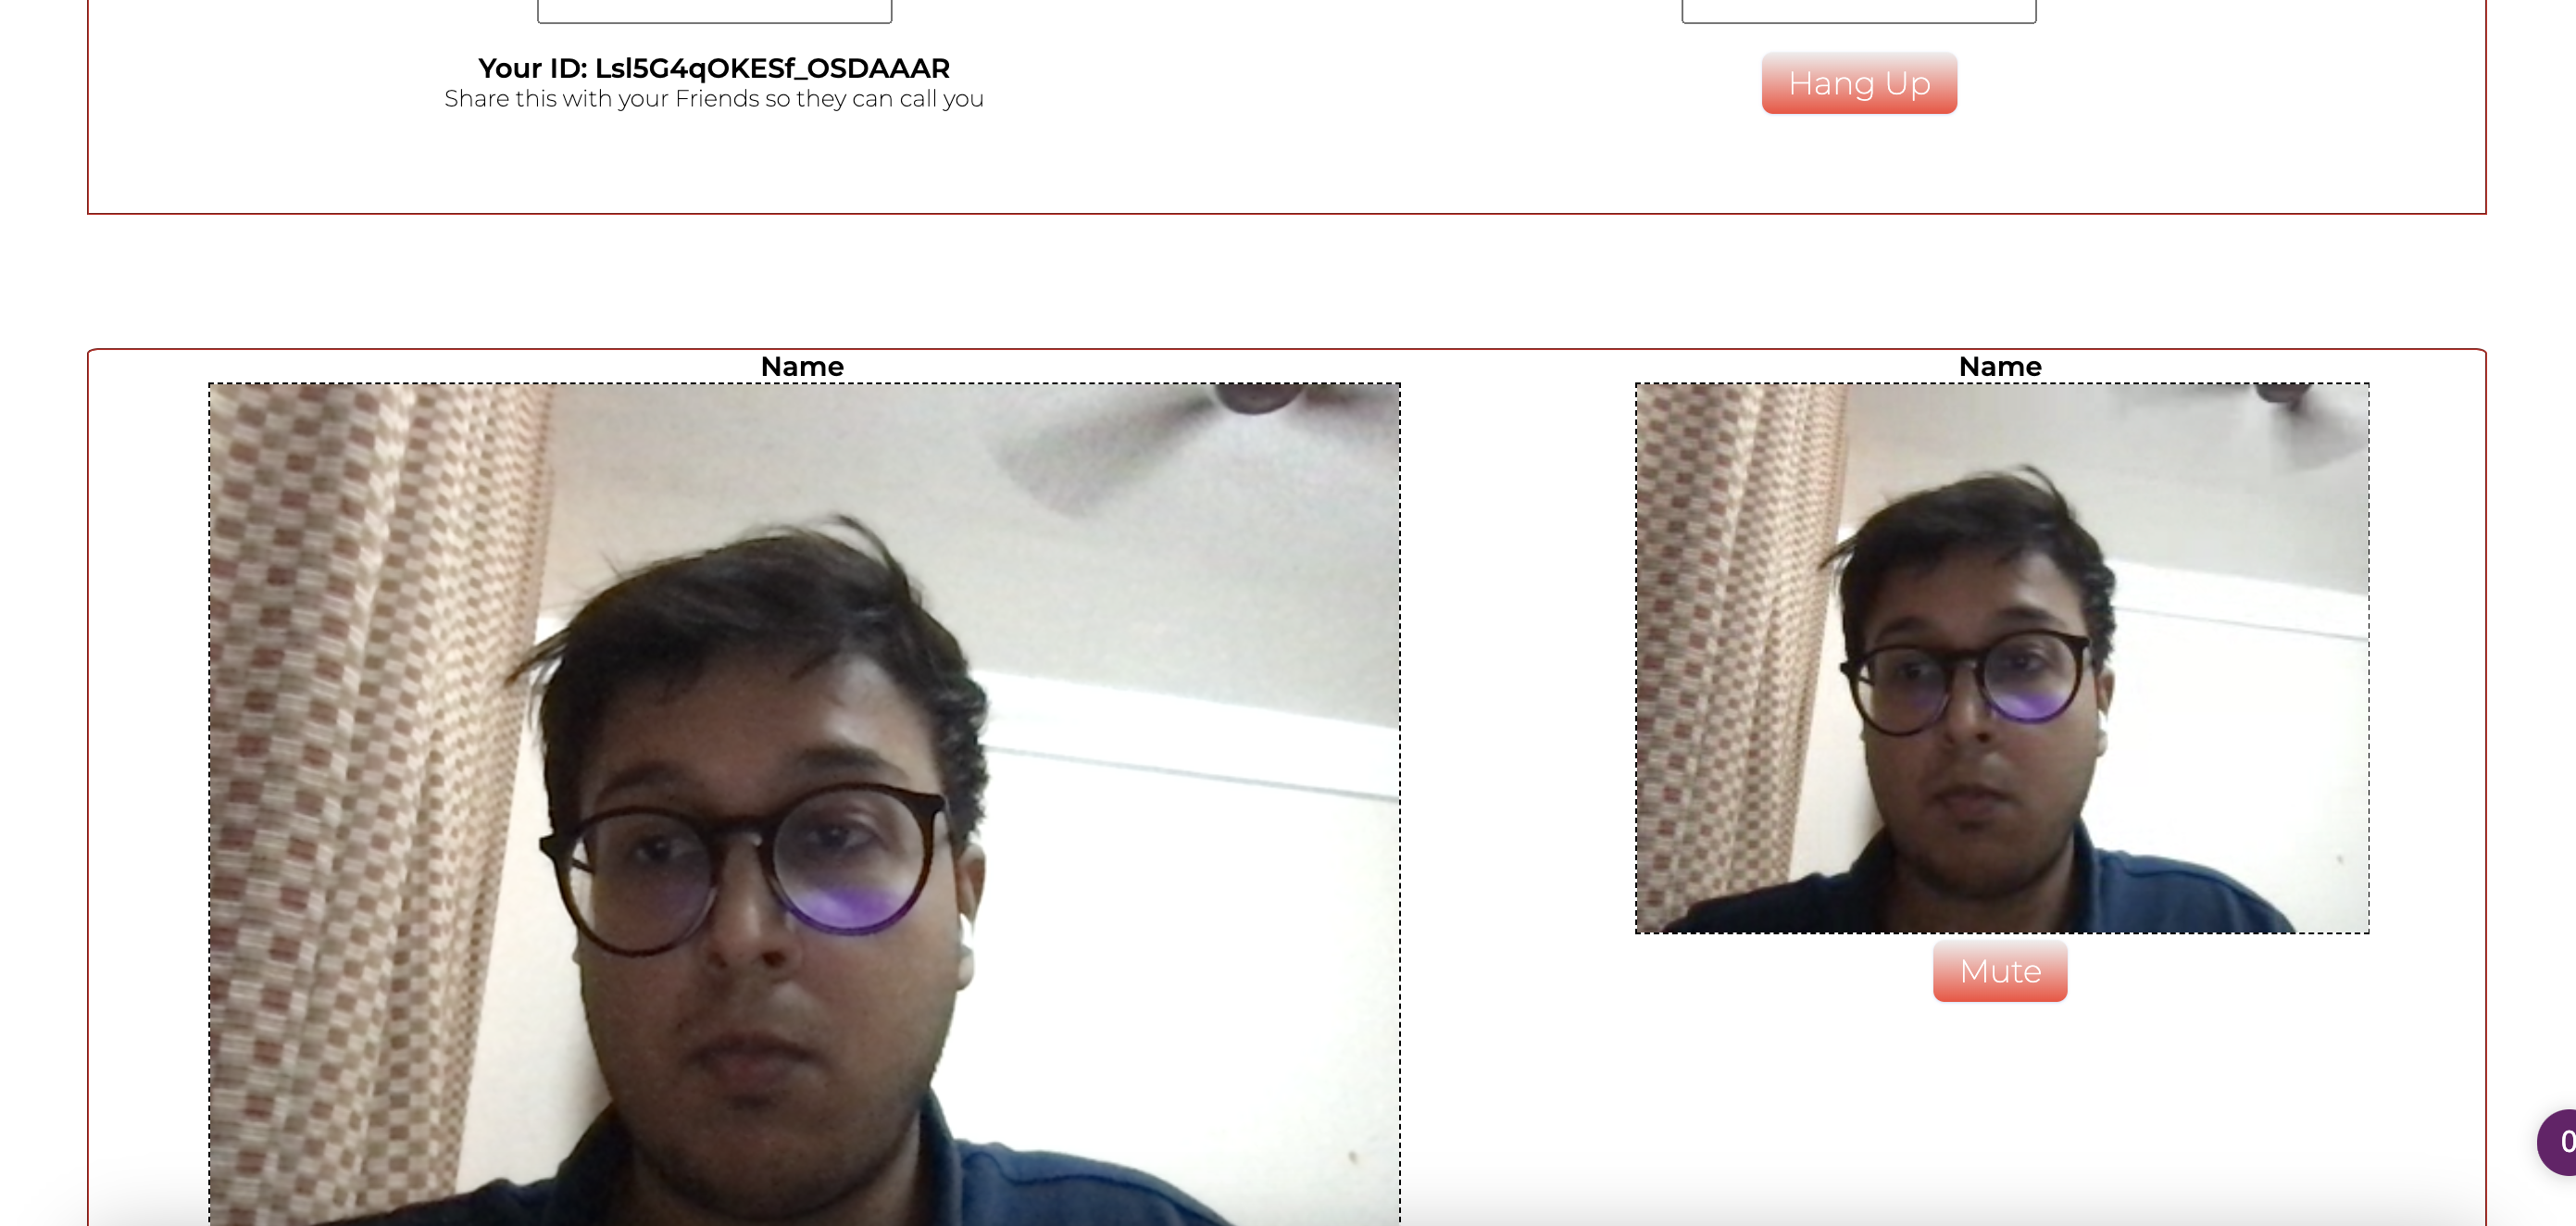 Your ID: Lsl5G4qOKESf_OSDAAAR
Share this with your Friends so they can call you
Hang Up
Name
Name
Mute
0